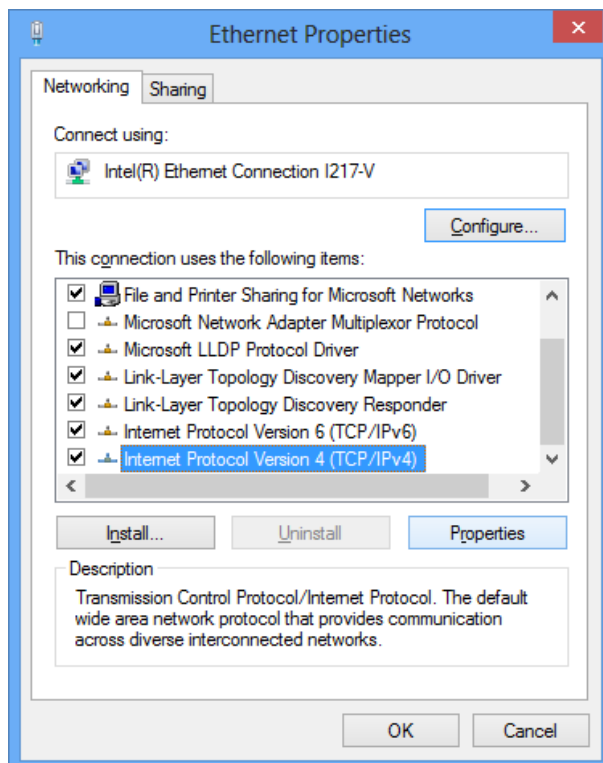 Ethernet Properties
Networking
Sharing
Connect using:
Intel(R) Ethernet Connection I217-V
Configure...
This connection uses the following items:
File and Printer Sharing for Microsoft Networks
Microsoft Network Adapter Multiplexor Protocol
Microsoft LLDP Protocol Driver
Link-Layer Topology Discovery Mapper I/O Driver
Link-Layer Topology Discovery Responder
Internet Protocol Version 6 (TCP/IPv6)
Internet Protocol Version 4 (TCP/IPv4)
Install...
Uninstall
Properties
Description
Transmission Control Protocol/Internet Protocol. The default
wide area network protocol that provides communication
across diverse interconnected networks.
OK
Cancel